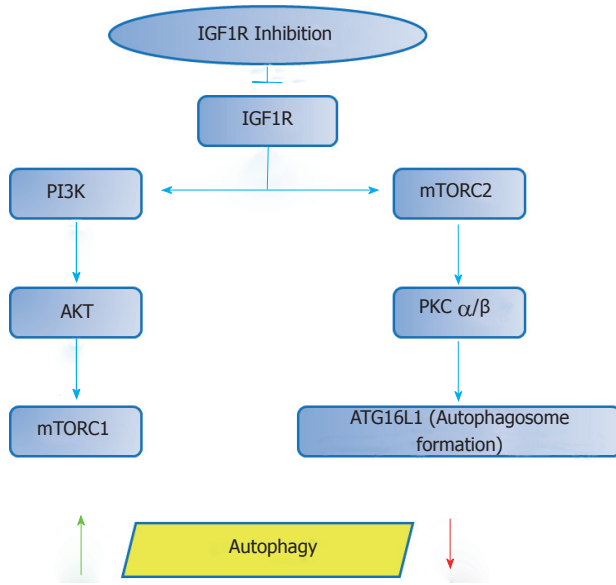 IGF1R Inhibition
IGF1R
PI3K
mTORC2
AKT
PKC α/β
mTORC1
ATG16L1 (Autophagosome
formation)
Autophagy